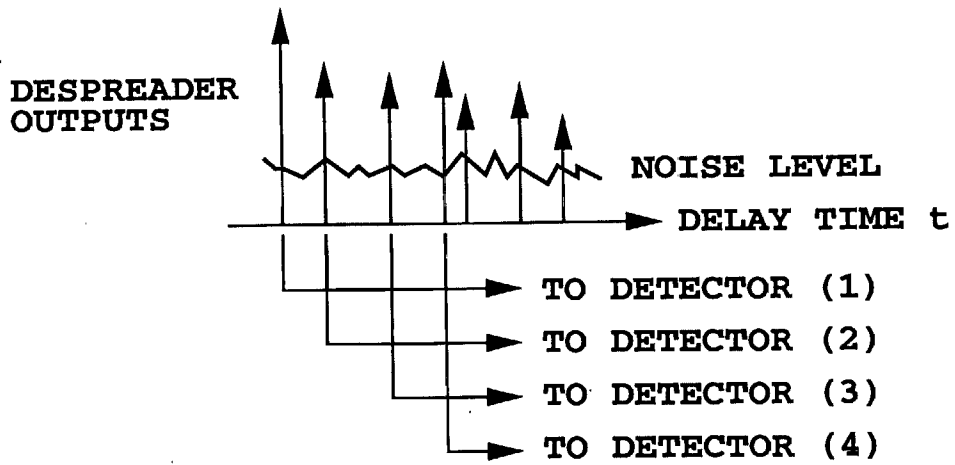 DESPREADER
OUTPUTS
NOISE LEVEL
DELAY TIME t
TO DETECTOR (1)
TO DETECTOR (2)
TO DETECTOR (3)
TO DETECTOR (4)